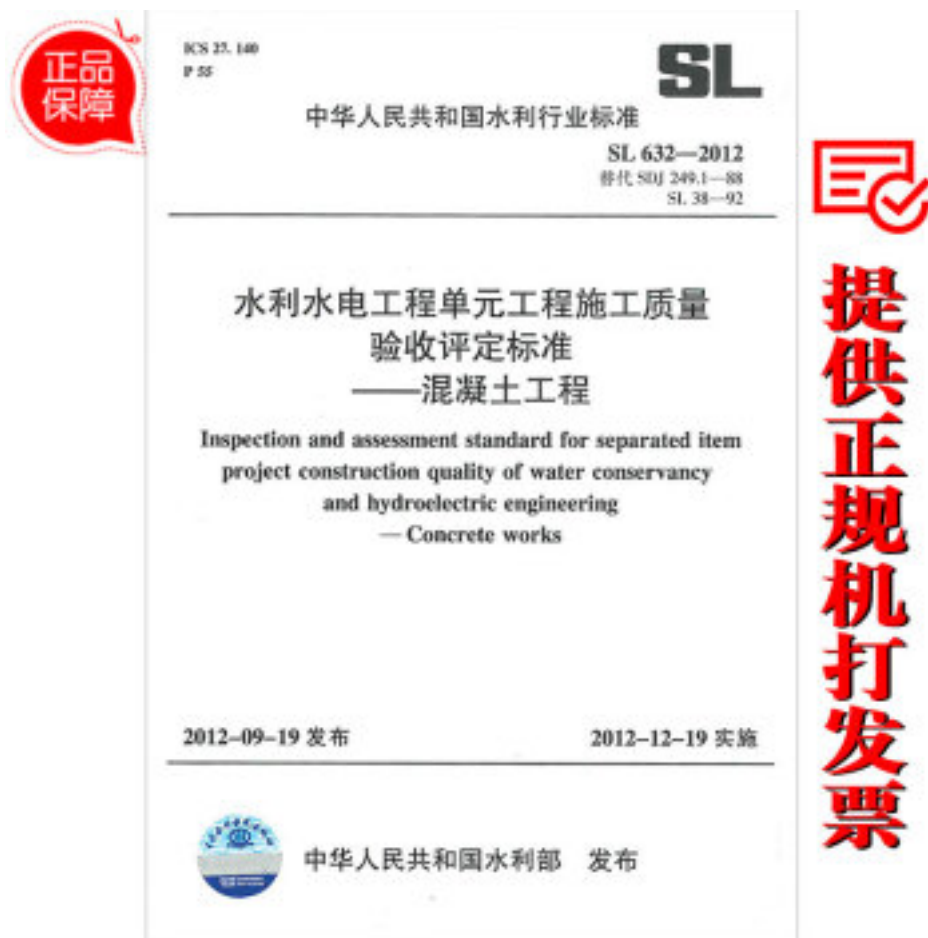 正品
保障
ICS 27.140
P 55
SL
中华人民共和国水利行业标准
SL 632—2012
替代 SDJ 249.1—88
SL 38—92
水利水电工程单元工程施工质量
验收评定标准
——混凝土工程
Inspection and assessment standard for separated item
project construction quality of water conservancy
and hydroelectric engineering
— Concrete works
2012-09-19 发布
2012-12-19 实施
中华人民共和国水利部 发布
提供正规机打发票